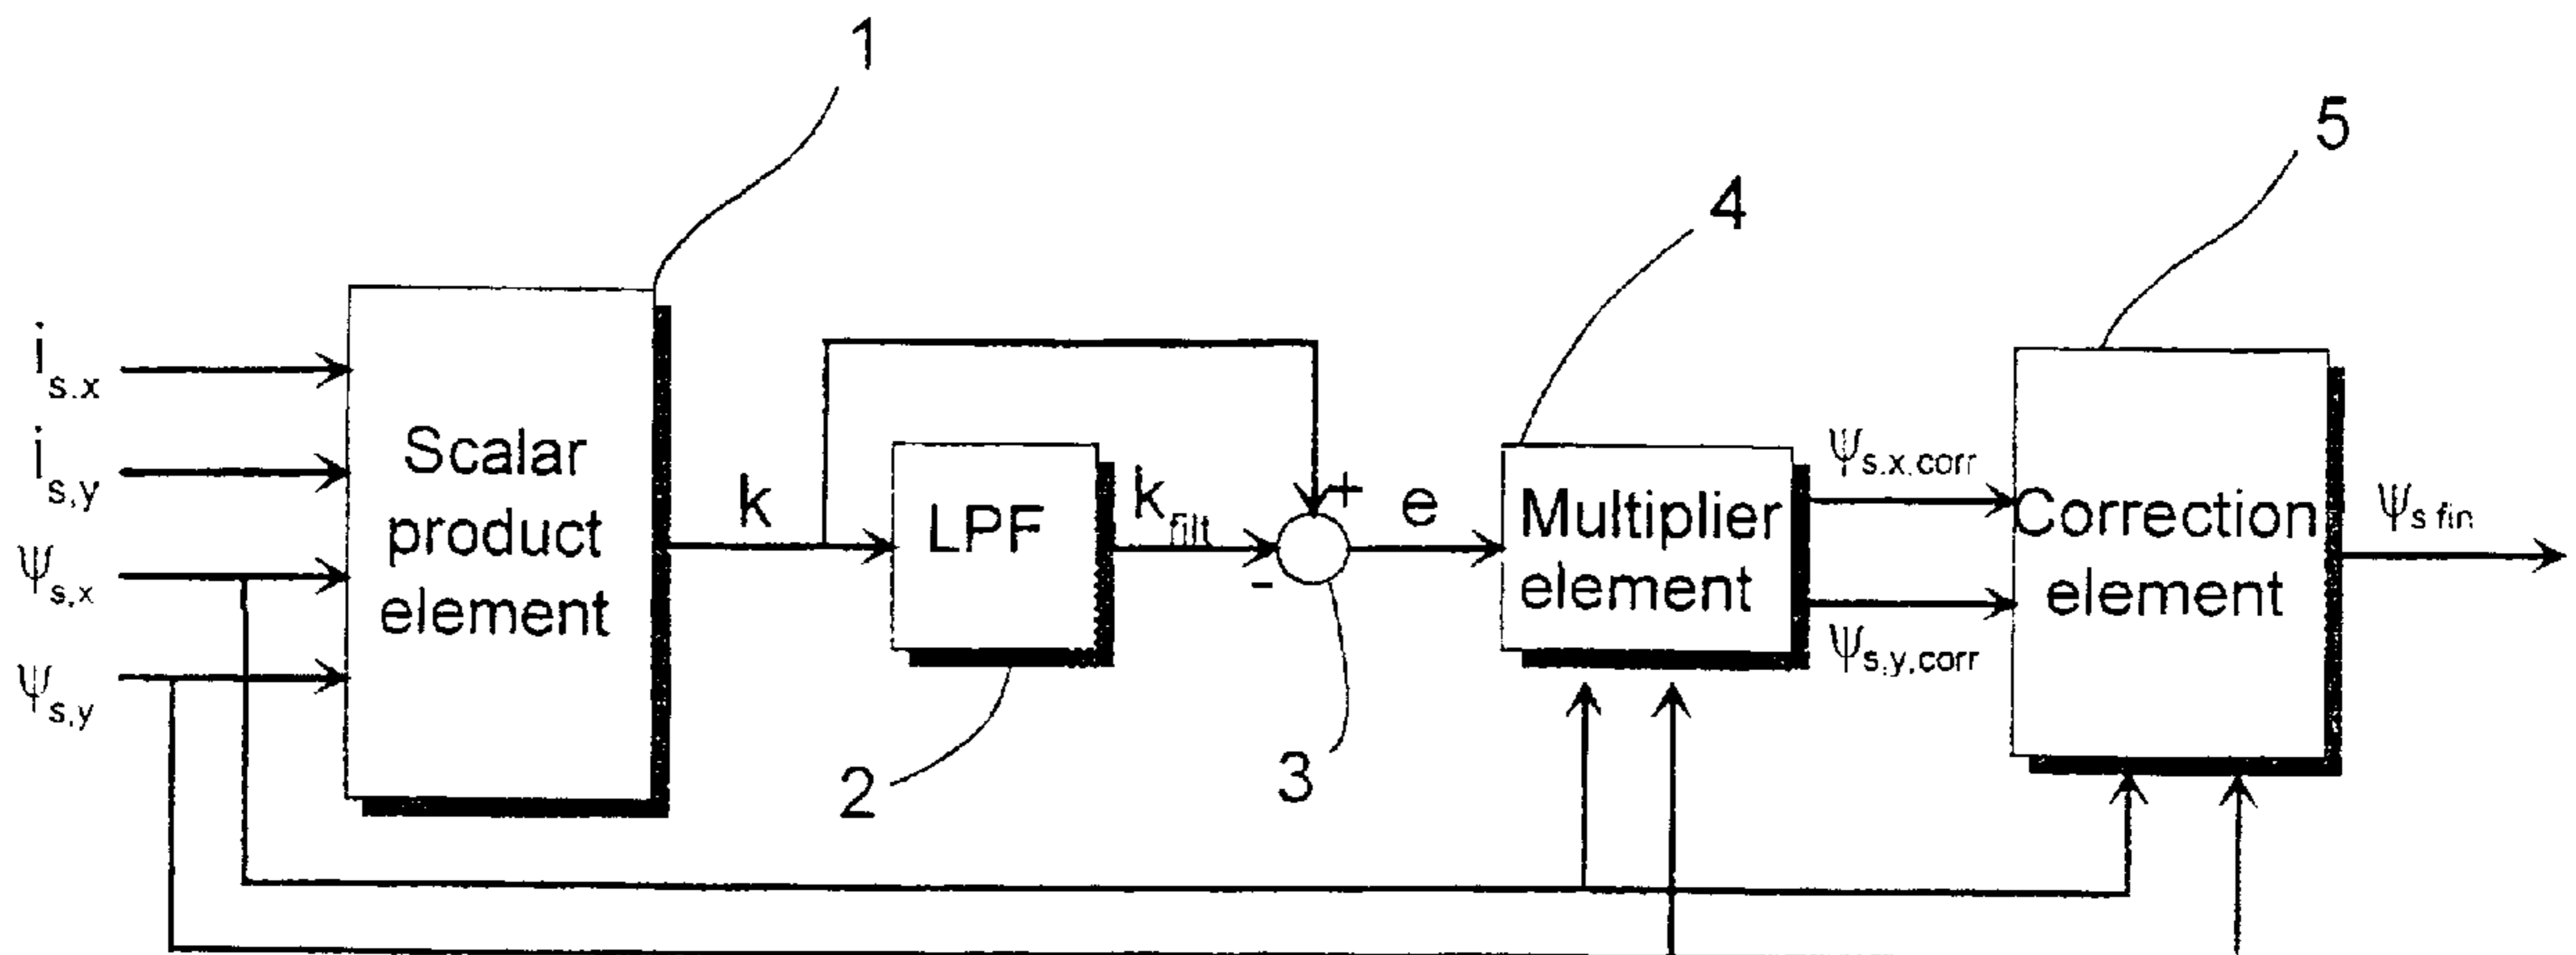 1
5
4
i s.x
i s,y
ψ s,x
ψ s,y
Scalar
product
element
k
LPF
k filt
+
-
e
Multiplier
element
ψ s.x.corr
ψ s.y,corr
Correction
element
ψ s fin
2
3